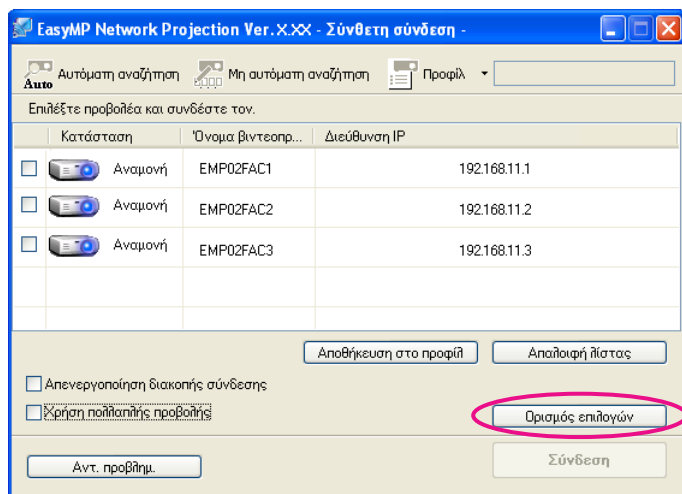 EasyMP Network Projection Ver.X.XX - Σύνθετη σύνδεση -
Auto Αυτόματη αναζήτηση Μη αυτόματη αναζήτηση Προφίλ
Επιλέξτε προβολέα και συνδέστε τον.
Κατάσταση Όνομα βιντεοπρ... Διεύθυνση IP
Αναμονή EMP02FAC1 192.168.11.1
Αναμονή EMP02FAC2 192.168.11.2
Αναμονή EMP02FAC3 192.168.11.3
Αποθήκευση στο προφίλ Απαλοιφή λίστας
Απενεργοποίηση διακοπής σύνδεσης
Χρήση πολλαπλής προβολής Ορισμός επιλογών
Αντ. προβλημ. Σύνδεση